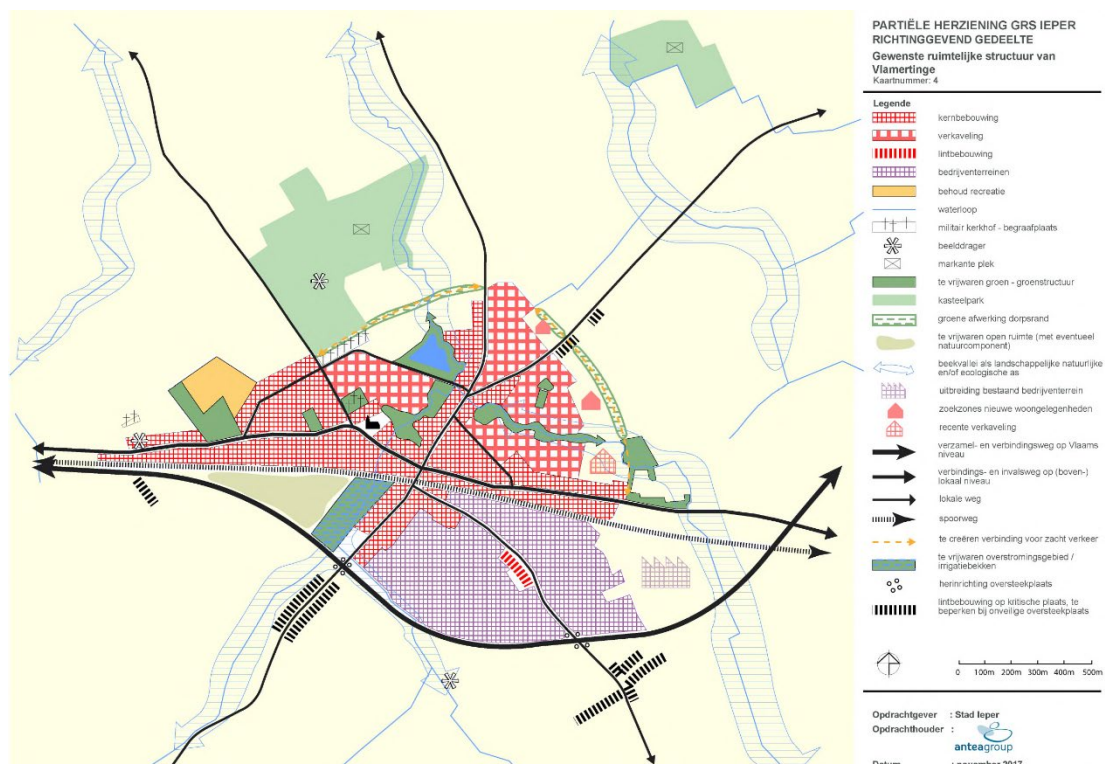 PARTIËLE HERZIENING GRS IEPER
RICHTINGGEVEND GEDEELTE
Gewenste ruimtelijke structuur van
Vlamertinge
Kaartnummer: 4
Legende
kernbebouwing
verkaveling
lintbebouwing
bedrijventerreinen
behoud recreatie
waterloop
militair kerkhof - begraafplaats
beelddrager
markante plek
te vrijwaren groen - groenstructuur
kasteelpark
groene afwerking dorpsrand
te vrijwaren open ruimte (met eventueel
natuurcomponent)
beekvallei als landschappelijke natuurlijke
en/of ecologische as
uitbreiding bestaand bedrijventerrein
zoekzones nieuwe woongelegenheden
recente verkaveling
verzamel- en verbindingsweg op Vlaams
niveau
verbindings- en invalsweg op (boven-)
lokaal niveau
lokale weg
spoorweg
te creëren verbinding voor zacht verkeer
te vrijwaren overstromingsgebied /
irrigatiebekken
herinrichting oversteekplaats
lintbebouwing op kritische plaats, te
beperken bij onveilige oversteekplaats
0 100m 200m 300m 400m 500m
Opdrachtgever : Stad Ieper
Opdrachthouder :
anteagroup
Datum : november 2017